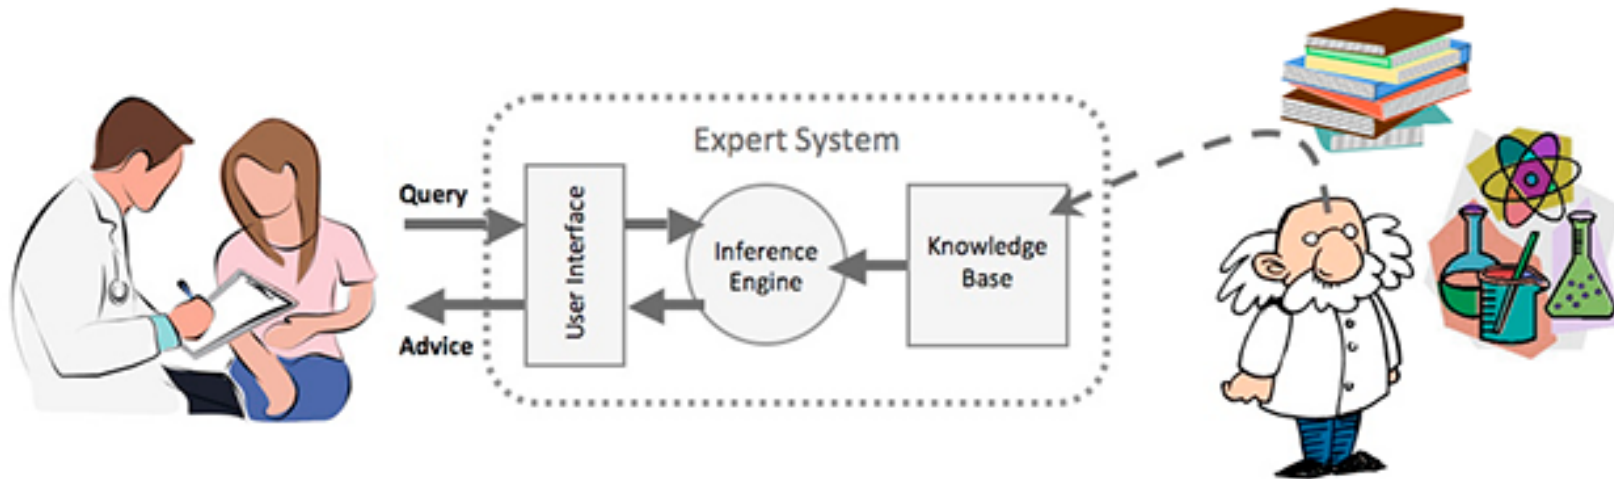 Expert System
Query
User Interface
Inference
Engine
Knowledge
Base
Advice